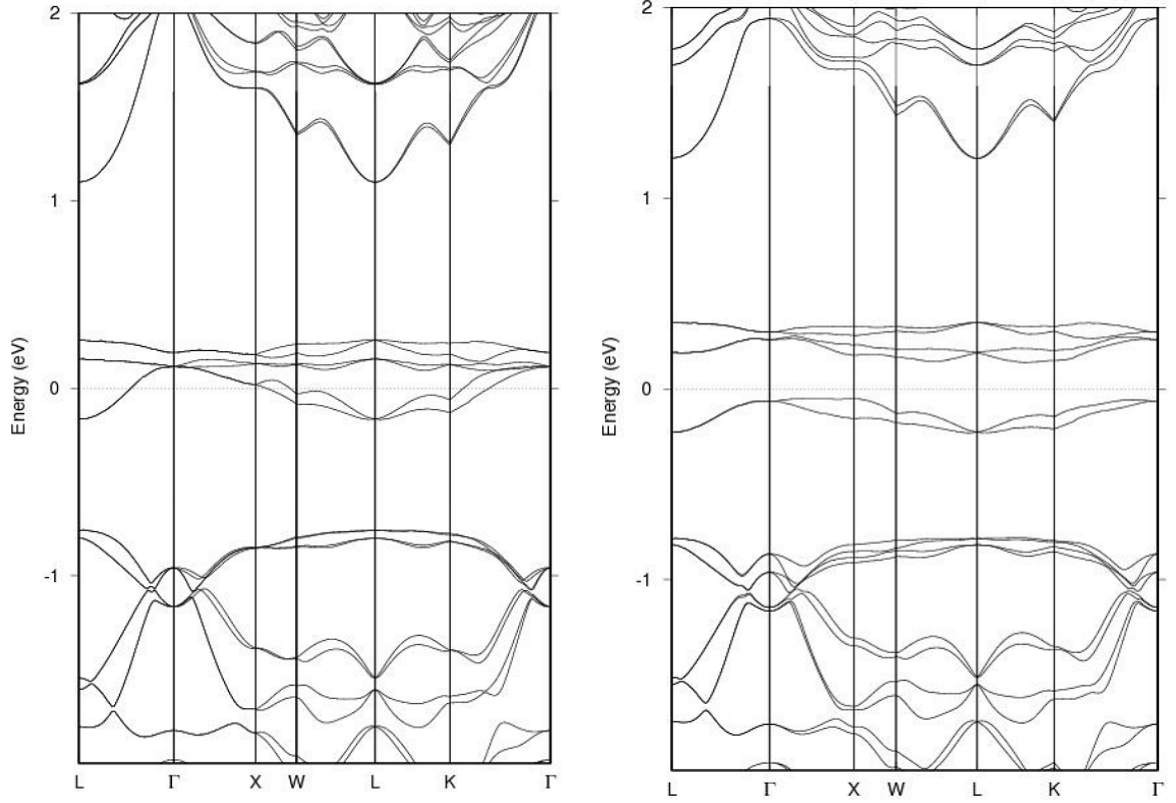 2
1
0
-1
Energy (eV)
L Γ X W L K Γ
2
1
0
-1
Energy (eV)
L Γ X W L K Γ